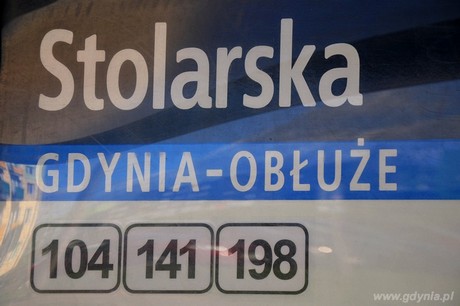 Stolarska
GDYNIA-OBŁUŻE
104 141 198
www.gdynia.pl